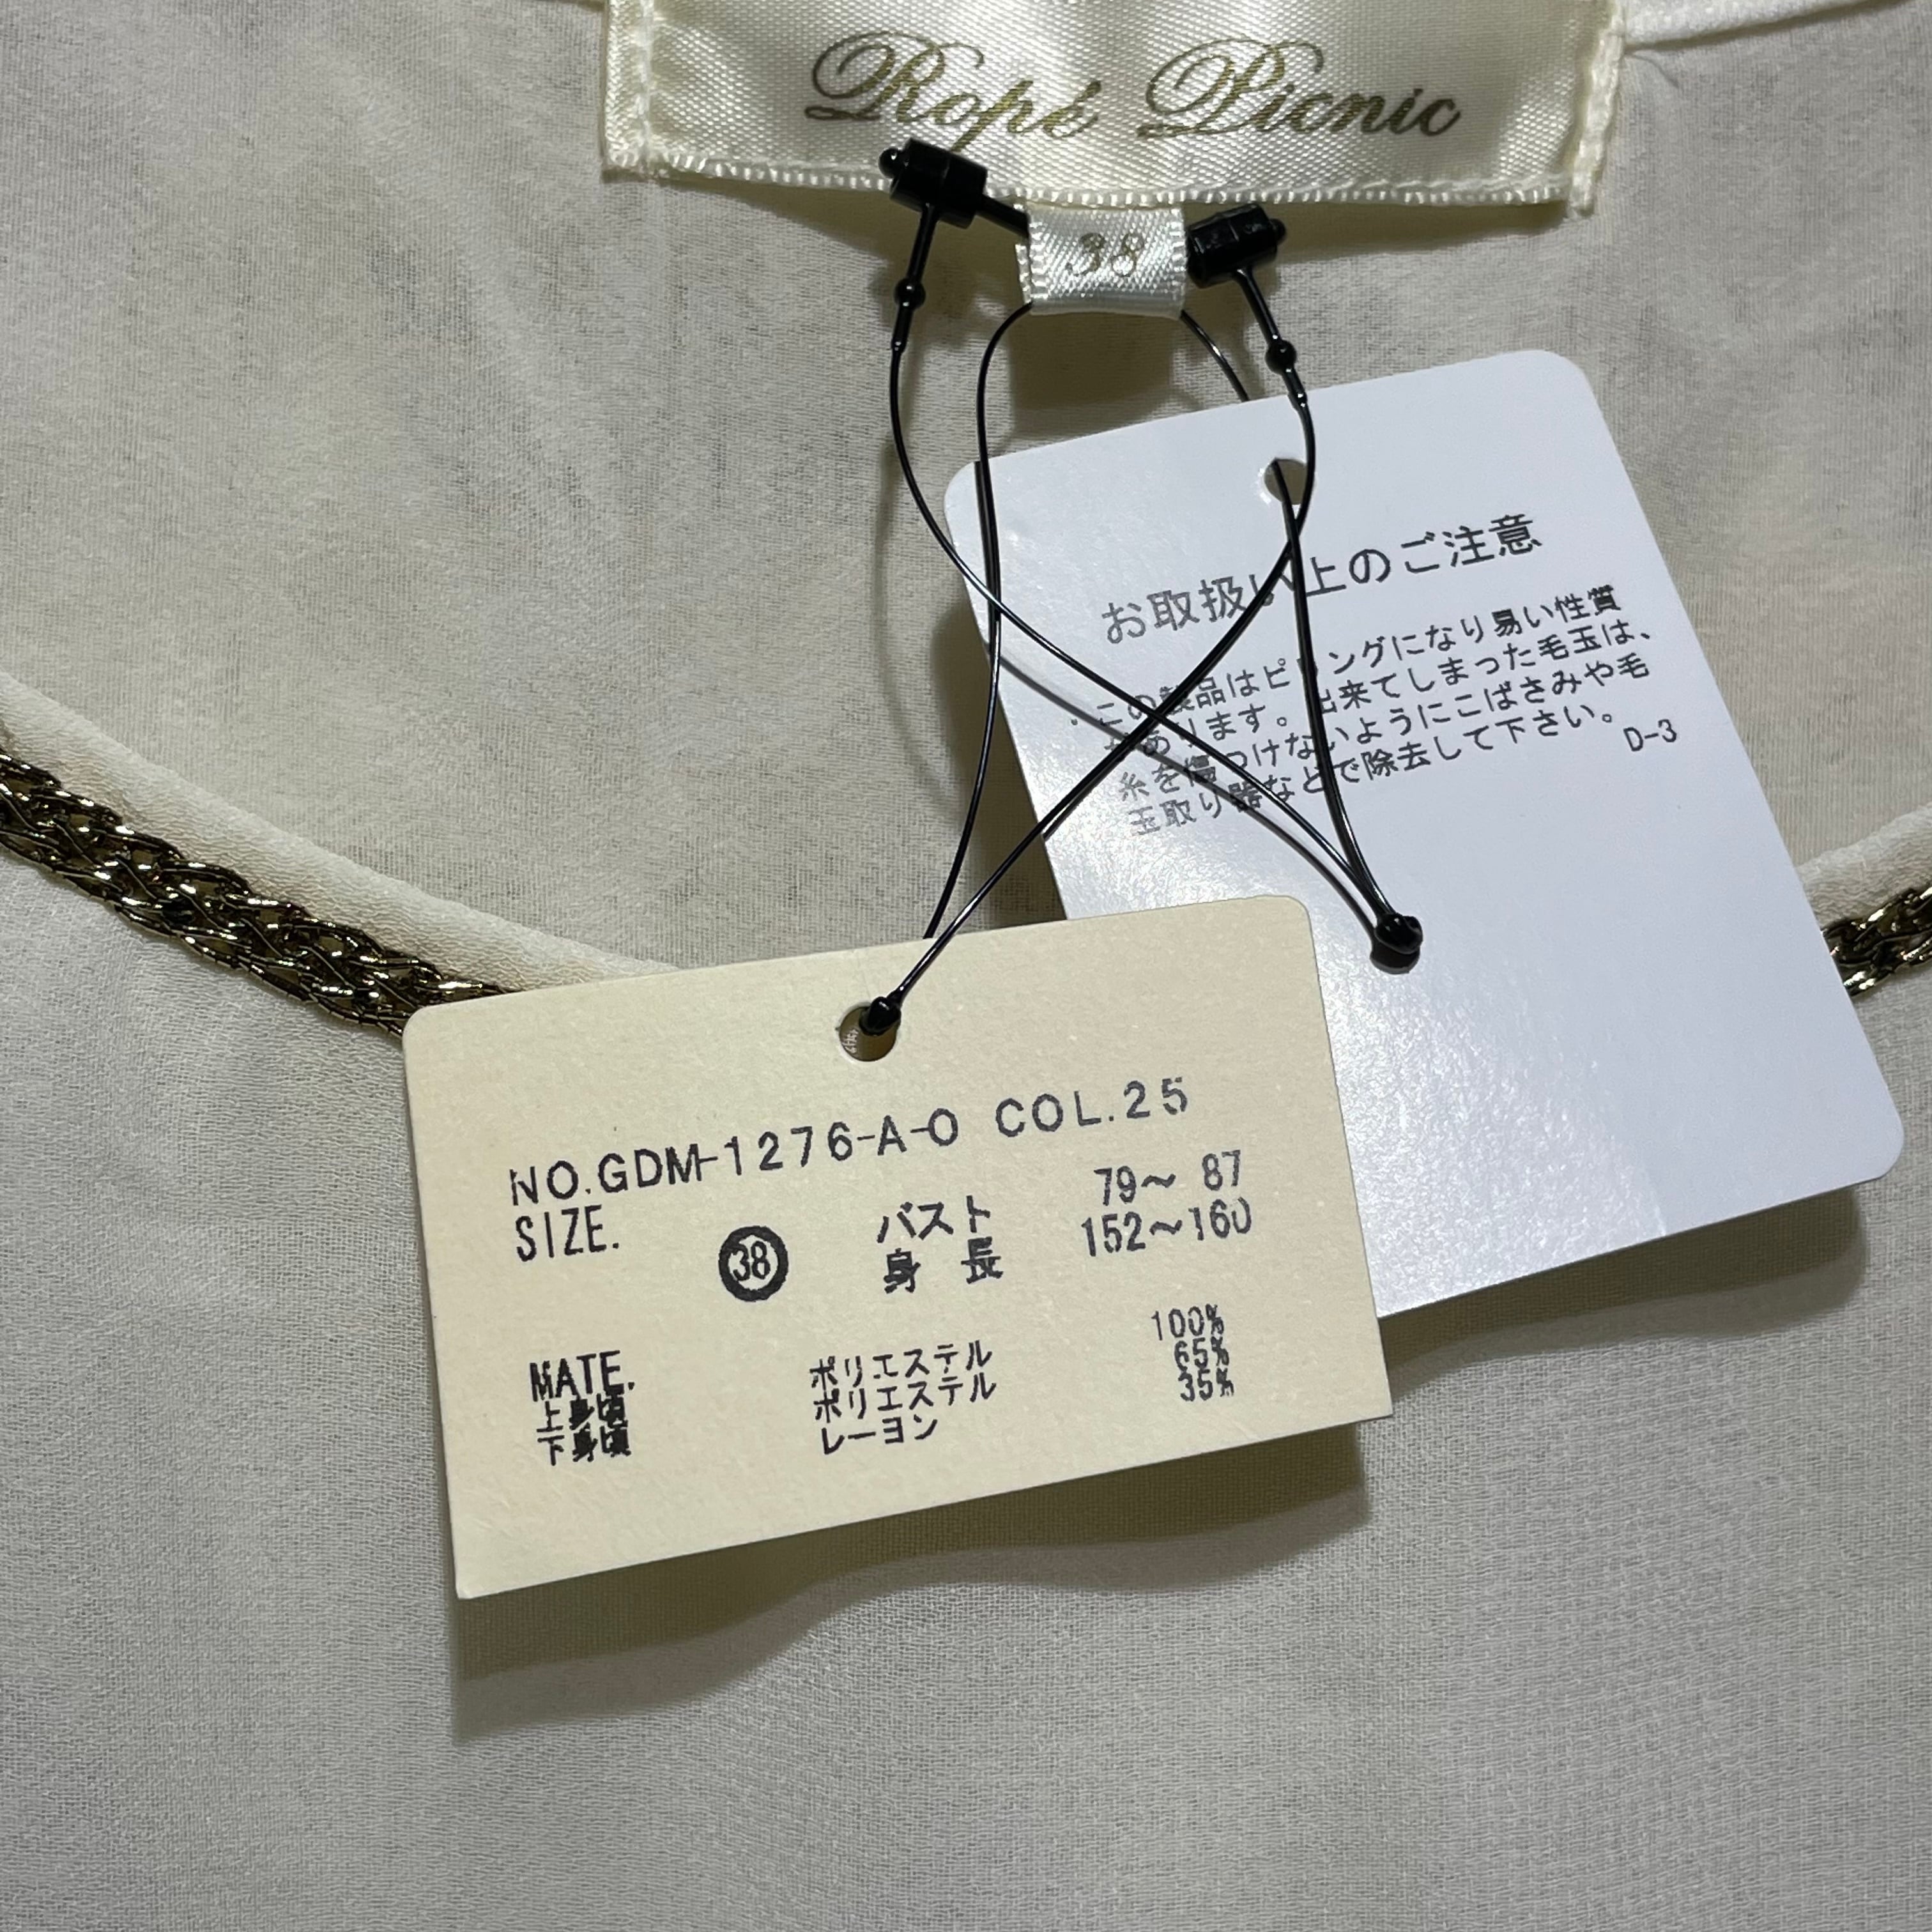 Ropé Picnic
38
お取扱い上のご注意
・この製品はピリングになり易い性質
があります。出来てしまった毛玉は、
糸を傷つけないようにこばさみや毛
玉取り器などで除去して下さい。
D-3
NO.GDM-1276-A-O COL.25
SIZE. 38 バスト 79～ 87
身 長 152～160
MATE.
上身頃 ポリエステル 100%
下身頃 ポリエステル 65%
レーヨン 35%